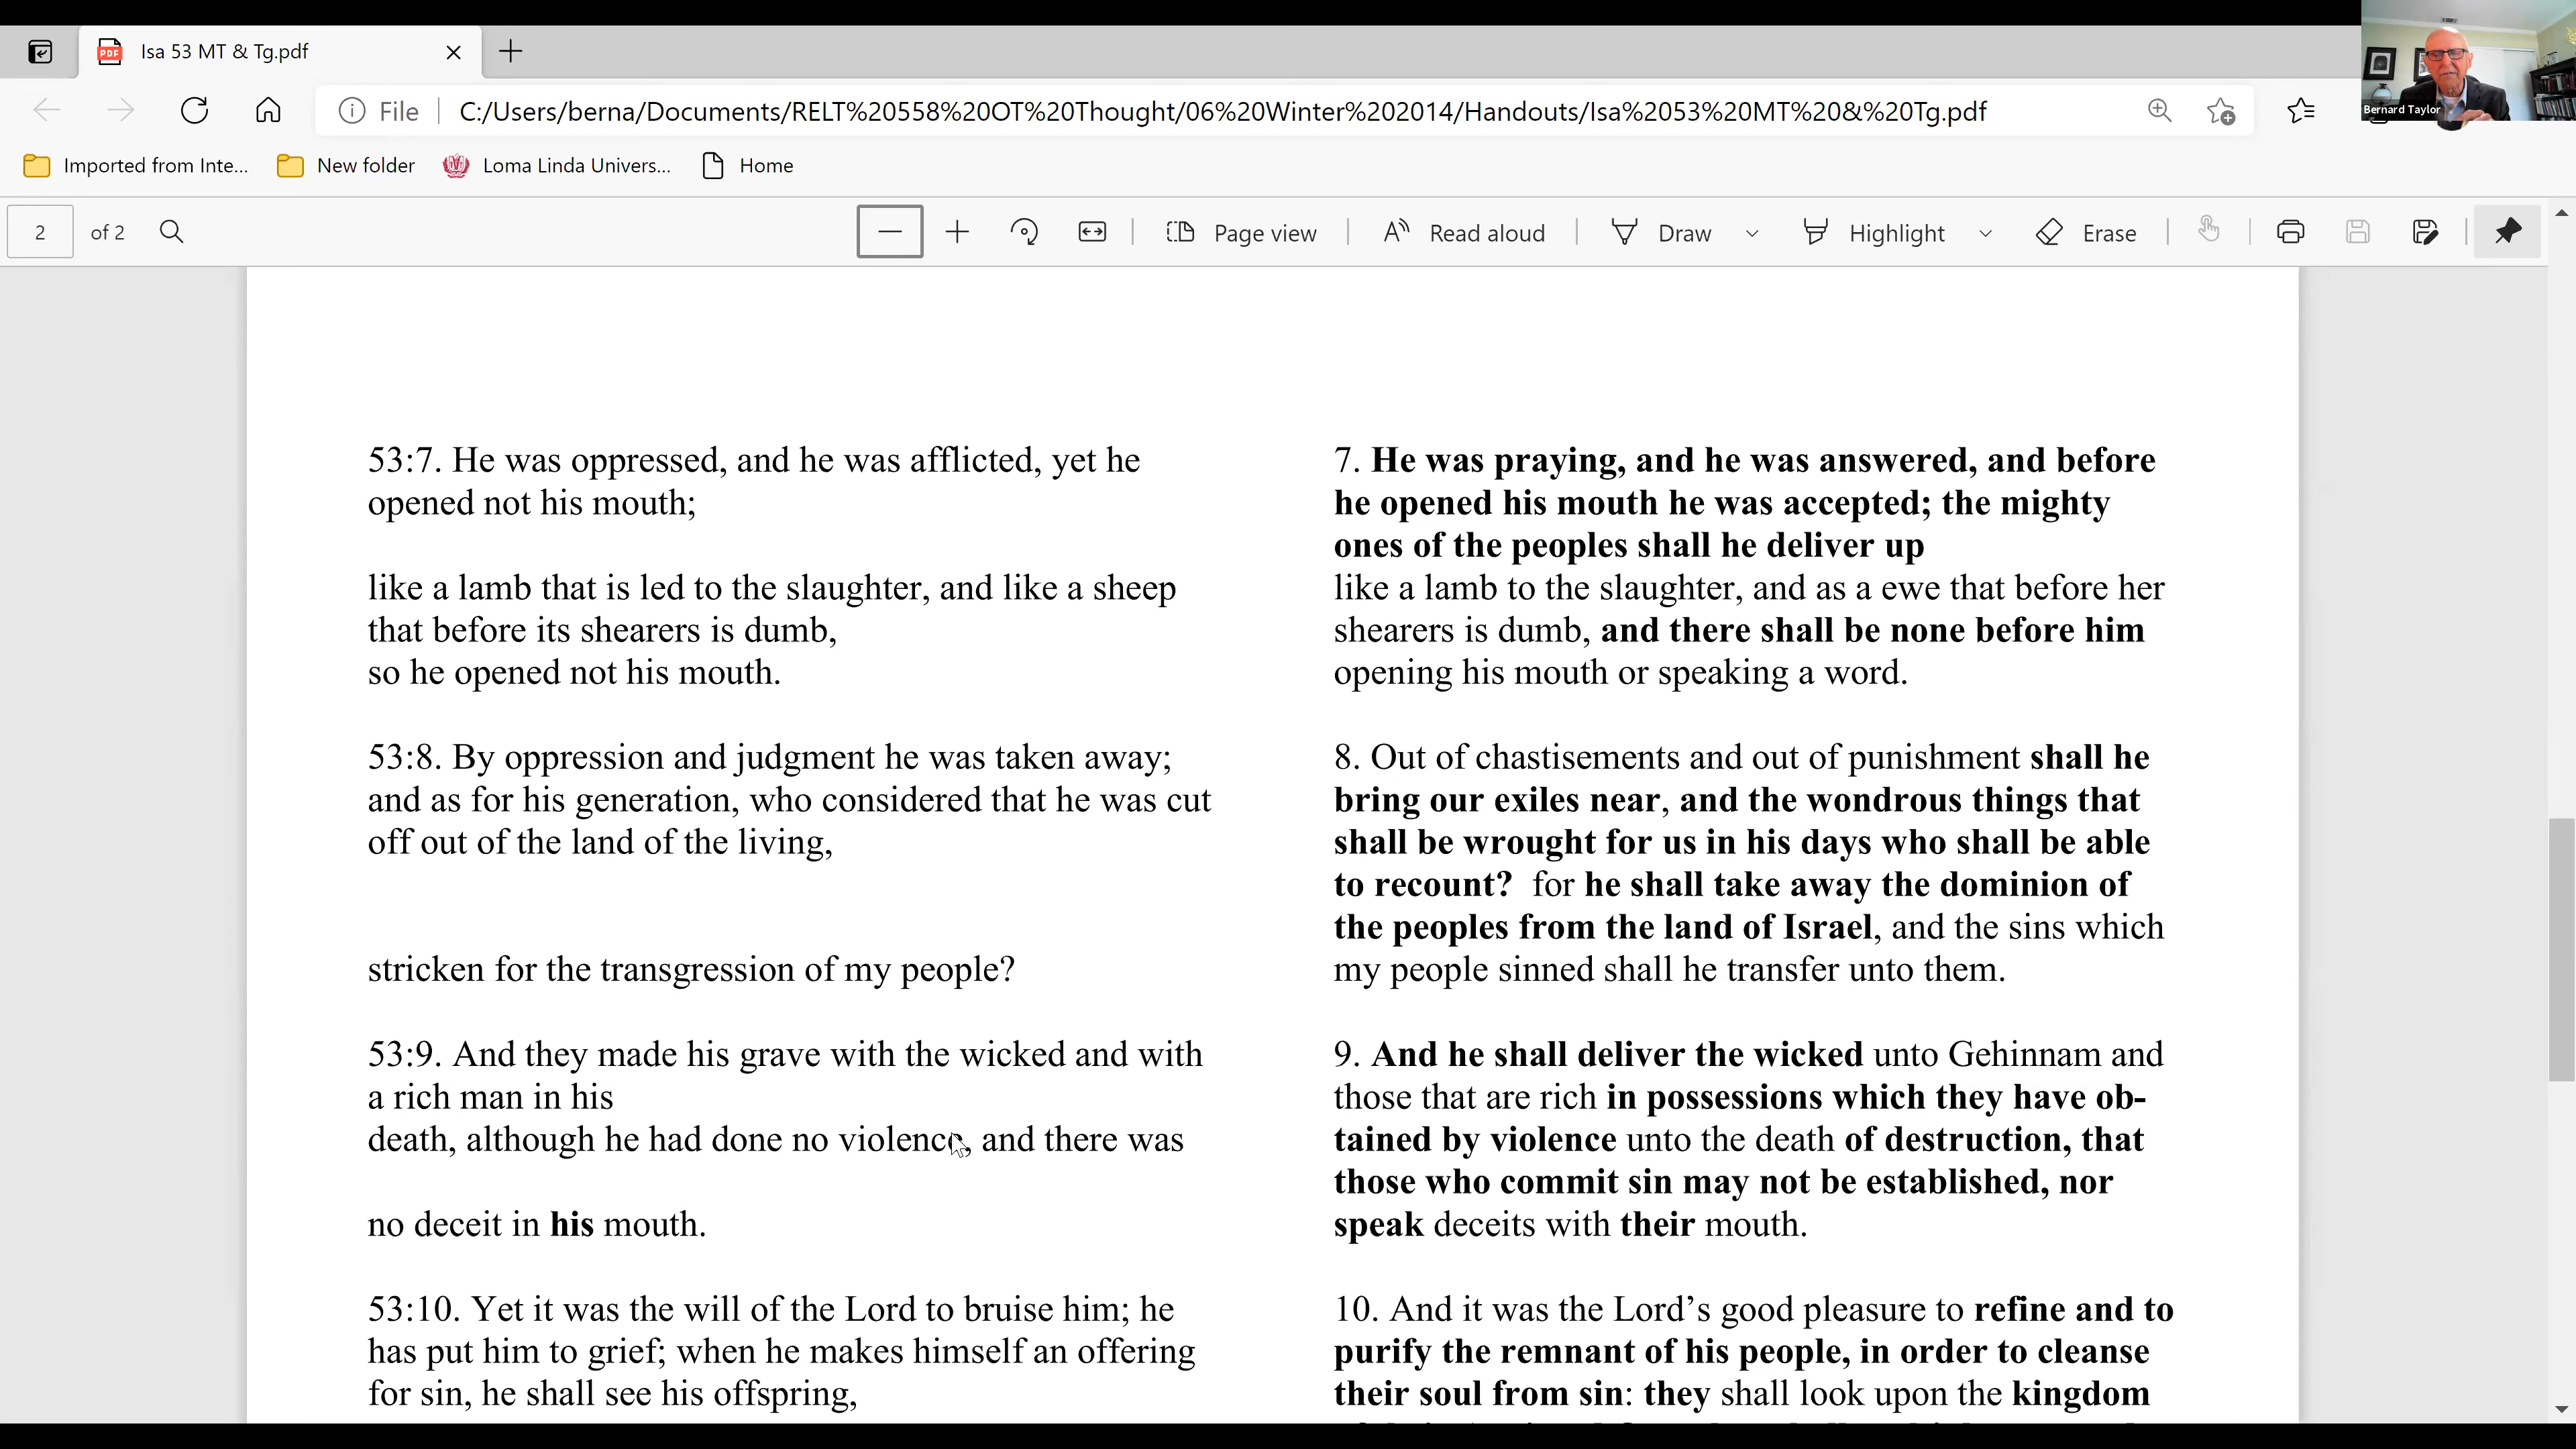 Isa 53 MT & Tg.pdf
File
C:/Users/berna/Documents/RELT%20558%20OT%20Thought/06%20Winter%202014/Handouts/Isa%2053%20MT%20&%20Tg.pdf
Bernard Taylor
Imported from Inte...
New folder
Loma Linda Univers...
Home
2 of 2
Page view
Read aloud
Draw
Highlight
Erase
53:7. He was oppressed, and he was afflicted, yet he
opened not his mouth;
like a lamb that is led to the slaughter, and like a sheep
that before its shearers is dumb,
so he opened not his mouth.
53:8. By oppression and judgment he was taken away;
and as for his generation, who considered that he was cut
off out of the land of the living,
stricken for the transgression of my people?
53:9. And they made his grave with the wicked and with
a rich man in his
death, although he had done no violence, and there was
no deceit in his mouth.
53:10. Yet it was the will of the Lord to bruise him; he
has put him to grief; when he makes himself an offering
for sin, he shall see his offspring,
7. He was praying, and he was answered, and before
he opened his mouth he was accepted; the mighty
ones of the peoples shall he deliver up
like a lamb to the slaughter, and as a ewe that before her
shearers is dumb, and there shall be none before him
opening his mouth or speaking a word.
8. Out of chastisements and out of punishment shall he
bring our exiles near, and the wondrous things that
shall be wrought for us in his days who shall be able
to recount?  for he shall take away the dominion of
the peoples from the land of Israel, and the sins which
my people sinned shall he transfer unto them.
9. And he shall deliver the wicked unto Gehinnam and
those that are rich in possessions which they have ob-
tained by violence unto the death of destruction, that
those who commit sin may not be established, nor
speak deceits with their mouth.
10. And it was the Lord’s good pleasure to refine and to
purify the remnant of his people, in order to cleanse
their soul from sin: they shall look upon the kingdom